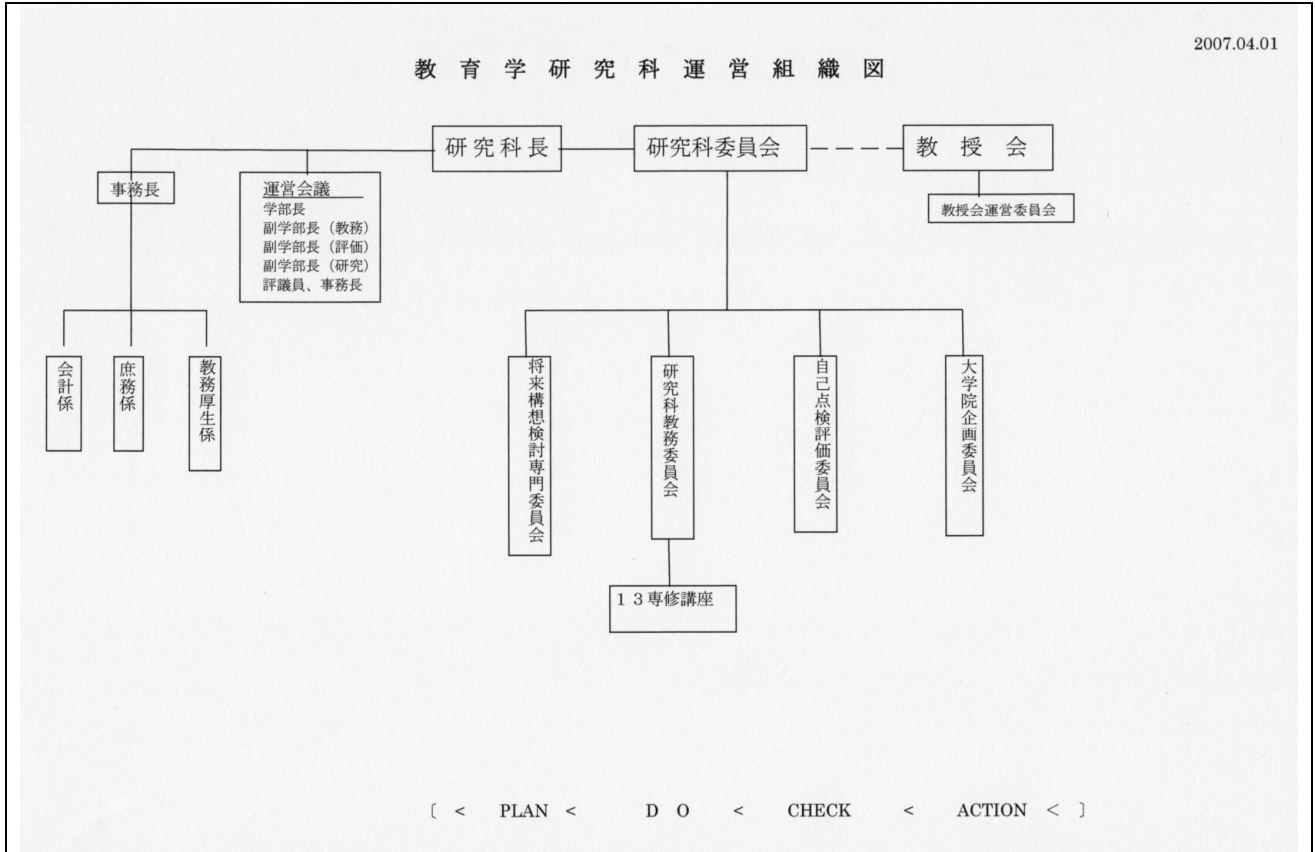 2007.04.01
教育学研究科運営組織図
研究科長
研究科委員会
教授会
事務長
運営会議
学部長
副学部長（教務）
副学部長（評価）
副学部長（研究）
評議員、事務長
教授会運営委員会
会計係
庶務係
教務厚生係
将来構想検討専門委員会
研究科教務委員会
自己点検評価委員会
大学院企画委員会
１３専修講座
〔 < PLAN < D O < CHECK < ACTION < 〕